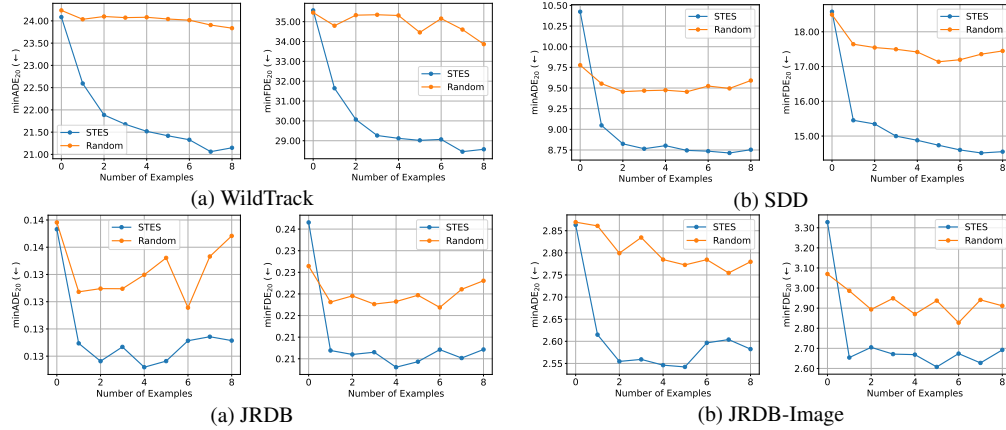 24.00
23.50
23.00
22.50
22.00
21.50
21.00
minADE20 (←)
STES
Random
0 2 4 6 8
Number of Examples
35.00
34.00
33.00
32.00
31.00
30.00
29.00
minFDE20 (←)
STES
Random
0 2 4 6 8
Number of Examples
(a) WildTrack
10.50
10.25
10.00
9.75
9.50
9.25
9.00
8.75
minADE20 (←)
STES
Random
0 2 4 6 8
Number of Examples
18.00
17.00
16.00
15.00
minFDE20 (←)
STES
Random
0 2 4 6 8
Number of Examples
(b) SDD
0.14
0.14
0.13
0.13
0.13
0.13
minADE20 (←)
STES
Random
0 2 4 6 8
Number of Examples
0.24
0.23
0.22
0.22
0.21
minFDE20 (←)
STES
Random
0 2 4 6 8
Number of Examples
(a) JRDB
2.85
2.80
2.75
2.70
2.65
2.60
2.55
minADE20 (←)
STES
Random
0 2 4 6 8
Number of Examples
3.30
3.20
3.10
3.00
2.90
2.80
2.70
2.60
minFDE20 (←)
STES
Random
0 2 4 6 8
Number of Examples
(b) JRDB-Image